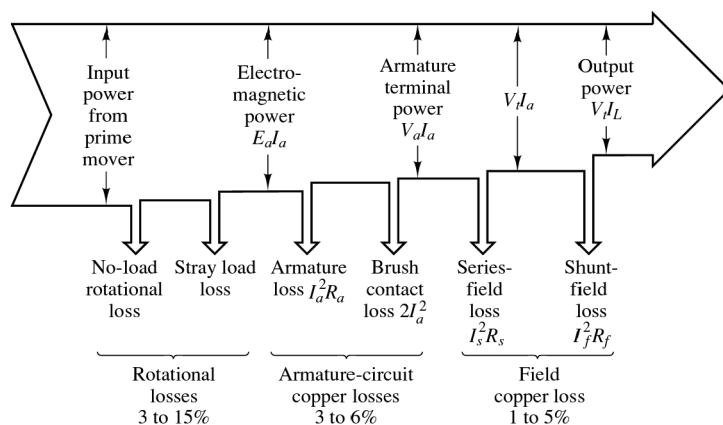 Input
power
from
prime
mover
Electro-
magnetic
power
EₐIₐ
Armature
terminal
power
VₐIₐ
VₜIₐ
Output
power
VₜI_L
No-load
rotational
loss
Stray load
loss
Armature
loss Iₐ²Rₐ
Brush
contact
loss 2Iₐ²
Series-
field
loss
Iₛ²Rₛ
Shunt-
field
loss
I_f²R_f
Rotational
losses
3 to 15%
Armature-circuit
copper losses
3 to 6%
Field
copper loss
1 to 5%